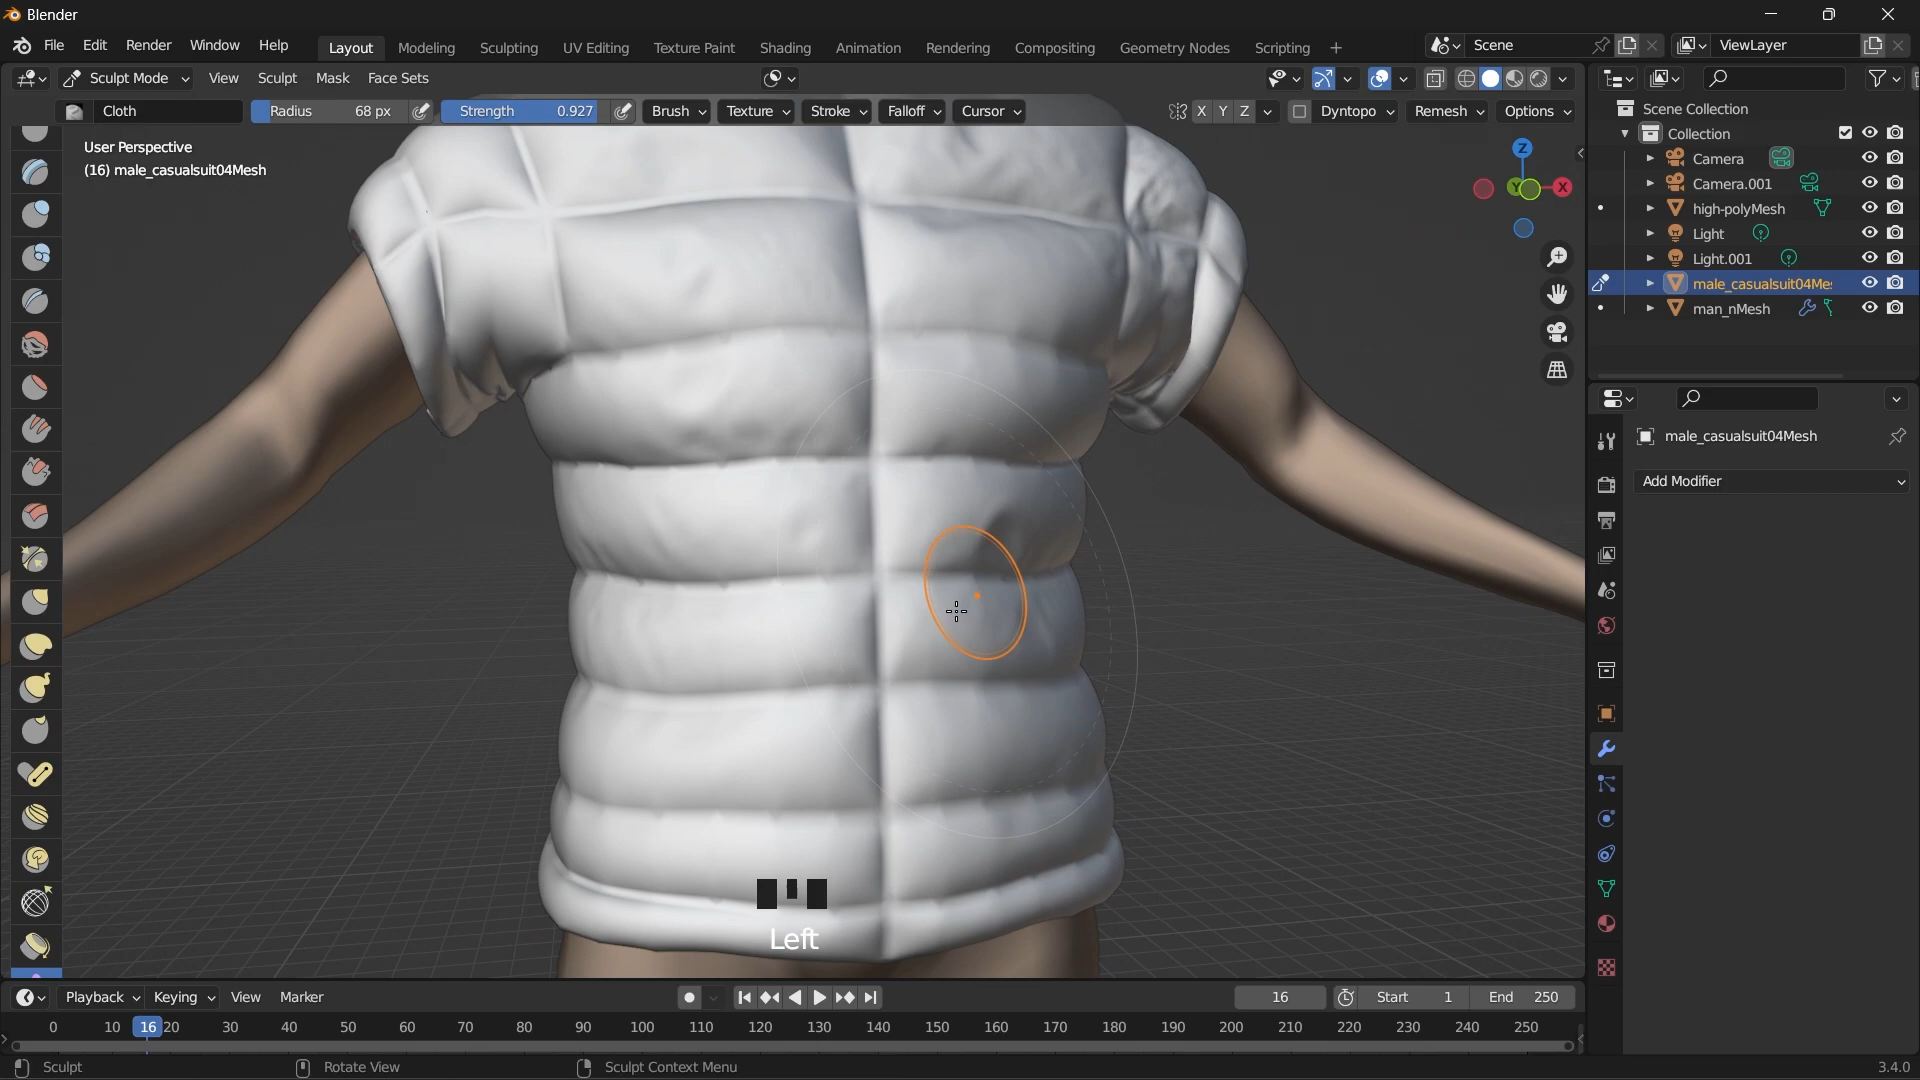 Blender
File Edit Render Window Help Layout Modeling Sculpting UV Editing Texture Paint Shading Animation Rendering Compositing Geometry Nodes Scripting + Scene ViewLayer
Sculpt Mode View Sculpt Mask Face Sets
Cloth Radius 68 px Strength 0.927 Brush Texture Stroke Falloff Cursor X Y Z Dyntopo Remesh Options
User Perspective
(16) male_casualsuit04Mesh
Z
Y
X
Left
Scene Collection
Collection
Camera
Camera.001
high-polyMesh
Light
Light.001
male_casualsuit04Me
man_nMesh
male_casualsuit04Mesh
Add Modifier
Playback Keying View Marker 16 Start 1 End 250
0 10 16 20 30 40 50 60 70 80 90 100 110 120 130 140 150 160 170 180 190 200 210 220 230 240 250
Sculpt Rotate View Sculpt Context Menu 3.4.0